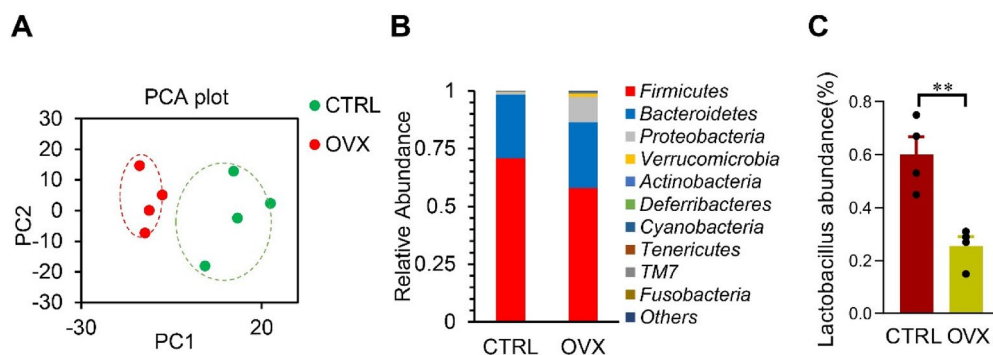 A
PCA plot
CTRL
OVX
30
20
10
0
-10
-20
-30
PC2
-30
20
PC1
B
1
0.75
0.5
0.25
0
Relative Abundance
CTRL
OVX
Firmicutes
Bacteroidetes
Proteobacteria
Verrucomicrobia
Actinobacteria
Deferribacteres
Cyanobacteria
Tenericutes
TM7
Fusobacteria
Others
C
**
0.8
0.6
0.4
0.2
0.0
Lactobacillus abundance(%)
CTRL
OVX